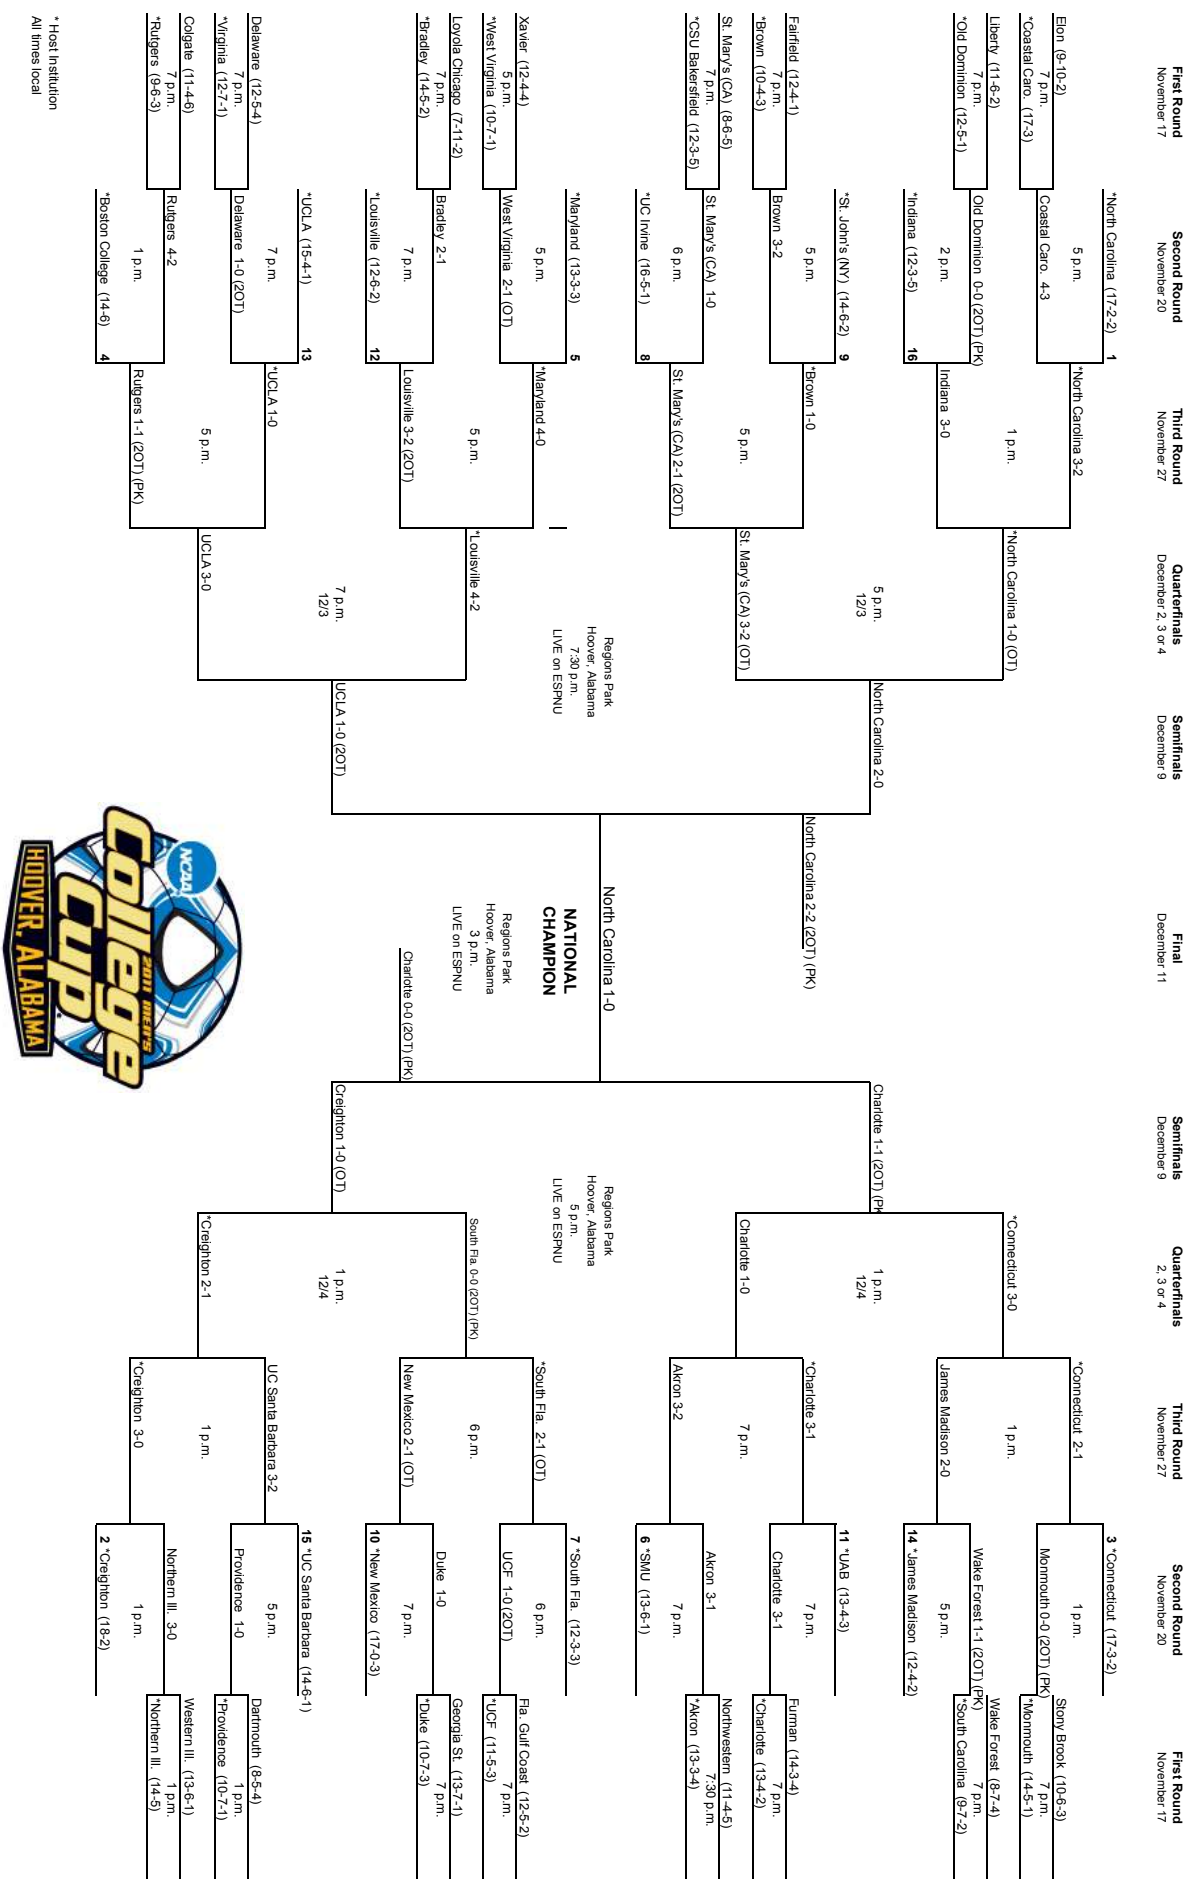 First Round
November 17
Second Round
November 20
Third Round
November 27
Quarterfinals
December 2, 3 or 4
Semifinals
December 9
Final
December 11
Semifinals
December 9
Quarterfinals
2, 3 or 4
Third Round
November 27
Second Round
November 20
First Round
November 17
*North Carolina (17-2-2) 1
5 p.m.
Elon (9-10-2)
7 p.m.
*Coastal Caro. (17-3)
Coastal Caro. 4-3
*North Carolina 3-2
1 p.m.
Liberty (11-6-2)
7 p.m.
*Old Dominion (12-5-1)
Old Dominion 0-0 (2OT) (PK)
2 p.m.
*Indiana (12-3-5) 16
Indiana 3-0
*North Carolina 1-0 (OT)
5 p.m.
12/3
*St. John's (NY) (14-6-2) 9
5 p.m.
Fairfield (12-4-1)
7 p.m.
*Brown (10-4-3)
Brown 3-2
*Brown 1-0
5 p.m.
St. Mary's (CA) (8-6-5)
7 p.m.
*CSU Bakersfield (12-3-5)
St. Mary's (CA) 1-0
6 p.m.
*UC Irvine (16-5-1) 8
St. Mary's (CA) 2-1 (2OT)
St. Mary's (CA) 3-2 (OT)
North Carolina 2-0
Regions Park
Hoover, Alabama
7:30 p.m.
LIVE on ESPNU
*Maryland (13-3-3) 5
5 p.m.
Xavier (12-4-4)
5 p.m.
*West Virginia (10-7-1)
West Virginia 2-1 (OT)
*Maryland 4-0
5 p.m.
Loyola Chicago (7-11-2)
7 p.m.
*Bradley (14-5-2)
Bradley 2-1
7 p.m.
*Louisville (12-6-2) 12
Louisville 3-2 (2OT)
*Louisville 4-2
7 p.m.
12/3
*UCLA (15-4-1) 13
7 p.m.
Delaware (12-5-4)
7 p.m.
*Virginia (12-7-1)
Delaware 1-0 (2OT)
*UCLA 1-0
5 p.m.
Colgate (11-4-6)
7 p.m.
*Rutgers (9-6-3)
Rutgers 4-2
1 p.m.
*Boston College (14-6) 4
Rutgers 1-1 (2OT) (PK)
UCLA 3-0
UCLA 1-0 (2OT)
* Host Institution
All times local
North Carolina 2-2 (2OT) (PK)
North Carolina 1-0
NATIONAL
CHAMPION
Regions Park
Hoover, Alabama
3 p.m.
LIVE on ESPNU
Charlotte 0-0 (2OT) (PK)
NCAA
2011 MEN'S
College
Cup
HOOVER, ALABAMA
Charlotte 1-1 (2OT) (PK
Regions Park
Hoover, Alabama
5 p.m.
LIVE on ESPNU
Creighton 1-0 (OT)
*Connecticut 3-0
1 p.m.
12/4
Charlotte 1-0
South Fla. 0-0 (2OT) (PK)
1 p.m.
12/4
*Creighton 2-1
*Connecticut 2-1
1 p.m.
James Madison 2-0
*Charlotte 3-1
7 p.m.
Akron 3-2
*South Fla. 2-1 (OT)
6 p.m.
New Mexico 2-1 (OT)
UC Santa Barbara 3-2
1 p.m.
*Creighton 3-0
3 *Connecticut (17-3-2)
1 p.m.
Monmouth 0-0 (2OT) (PK)
Stony Brook (10-6-3)
7 p.m.
*Monmouth (14-5-1)
Wake Forest 1-1 (2OT) (PK)
Wake Forest (8-7-4)
7 p.m.
*South Carolina (9-7-2)
5 p.m.
14 *James Madison (12-4-2)
11 *UAB (13-4-3)
7 p.m.
Charlotte 3-1
Furman (14-3-4)
7 p.m.
*Charlotte (13-4-2)
Akron 3-1
Northwestern (11-4-5)
7:30 p.m.
*Akron (13-3-4)
7 p.m.
6 *SMU (13-6-1)
7 *South Fla. (12-3-3)
6 p.m.
UCF 1-0 (2OT)
Fla. Gulf Coast (12-5-2)
7 p.m.
*UCF (11-5-3)
Duke 1-0
Georgia St. (13-7-1)
7 p.m.
*Duke (10-7-3)
7 p.m.
10 *New Mexico (17-0-3)
15 *UC Santa Barbara (14-6-1)
5 p.m.
Providence 1-0
Dartmouth (8-5-4)
1 p.m.
*Providence (10-7-1)
Northern Ill. 3-0
Western Ill. (13-6-1)
1 p.m.
*Northern Ill. (14-5)
1 p.m.
2 *Creighton (18-2)